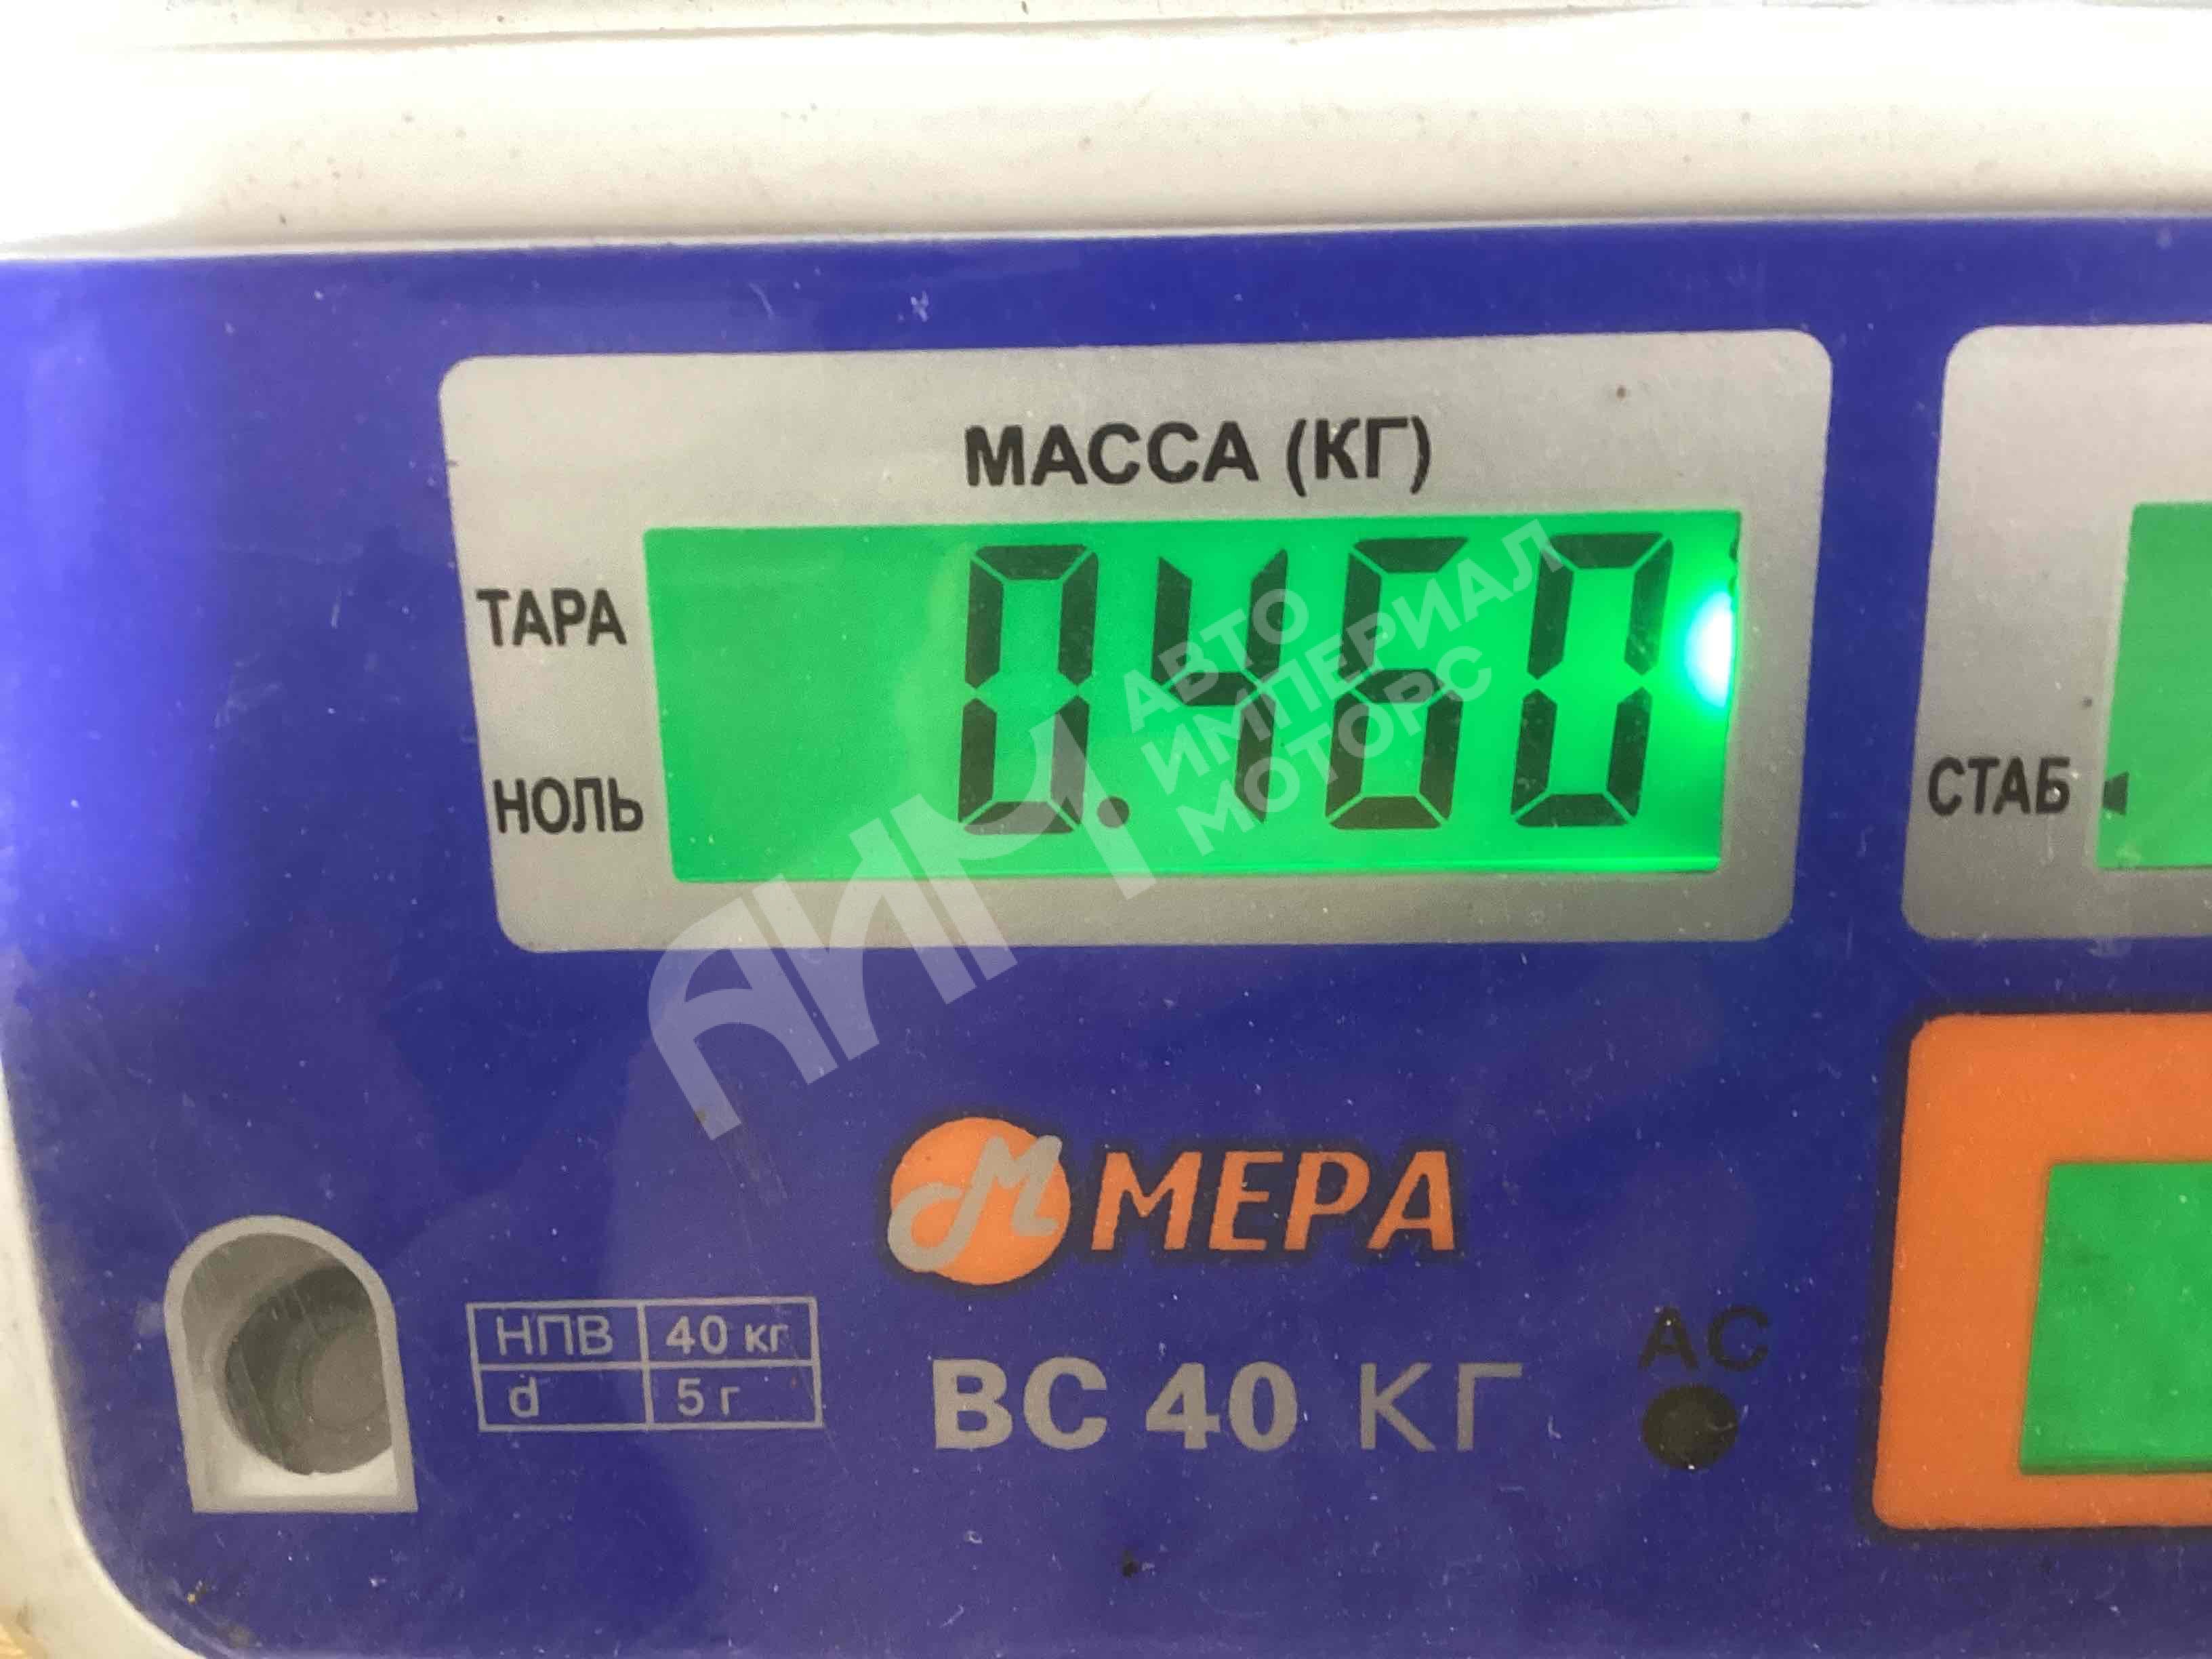 МАССА (КГ)
ТАРА
0.460
НОЛЬ
СТАБ
АИМ
АВТО
ИМПЕРИАЛ
МОТОРС
М МЕРА
НПВ 40 кг
d 5 г
ВС 40 КГ
АС